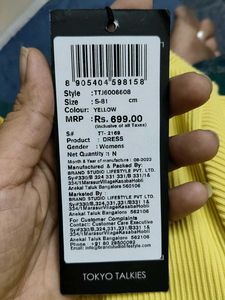 8 905404 598158
Style : TTJ6006608
Size : S-81 cm
Colour : YELLOW
MRP : Rs. 699.00
(Inclusive of all Taxes)
S# : TT- 2169
Product : DRESS
Gender : Womens
Net Quantity : 1 N
Month & Year of manufacture : 08-2023
Manufactured By :
BRAND STUDIO LIFESTYLE PVT. LTD.
Anekal Taluk Bangalore 562106
Marketed By :
BRAND STUDIO LIFESTYLE PVT. LTD.
Anekal Taluk Bangalore 562106
For Customer Complaints
Contact: Customer Care Executive
Anekal Taluk Bangalore 562106
TOKYO TALKIES